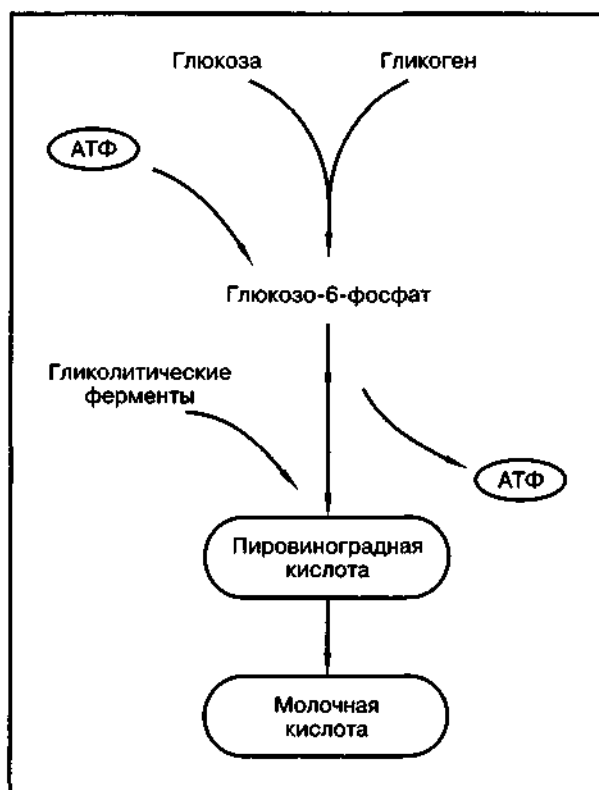 Глюкоза
Гликоген
АТФ
Глюкозо-6-фосфат
Гликолитические
ферменты
АТФ
Пировиноградная
кислота
Молочная
кислота